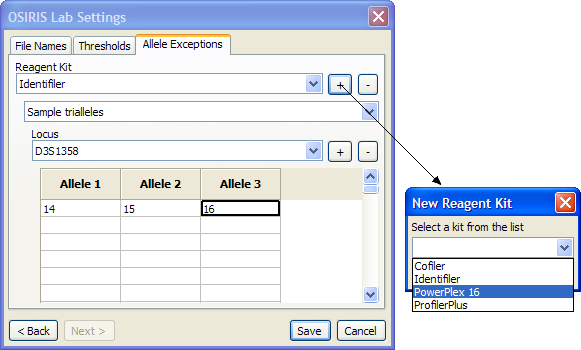 OSIRIS Lab Settings
File Names Thresholds Allele Exceptions
Reagent Kit
Identifiler + -
Sample trialleles
Locus
D3S1358 + -
Allele 1 Allele 2 Allele 3
14 15 16
< Back Next > Save Cancel
New Reagent Kit
Select a kit from the list
Cofiler
Identifiler
PowerPlex 16
ProfilerPlus